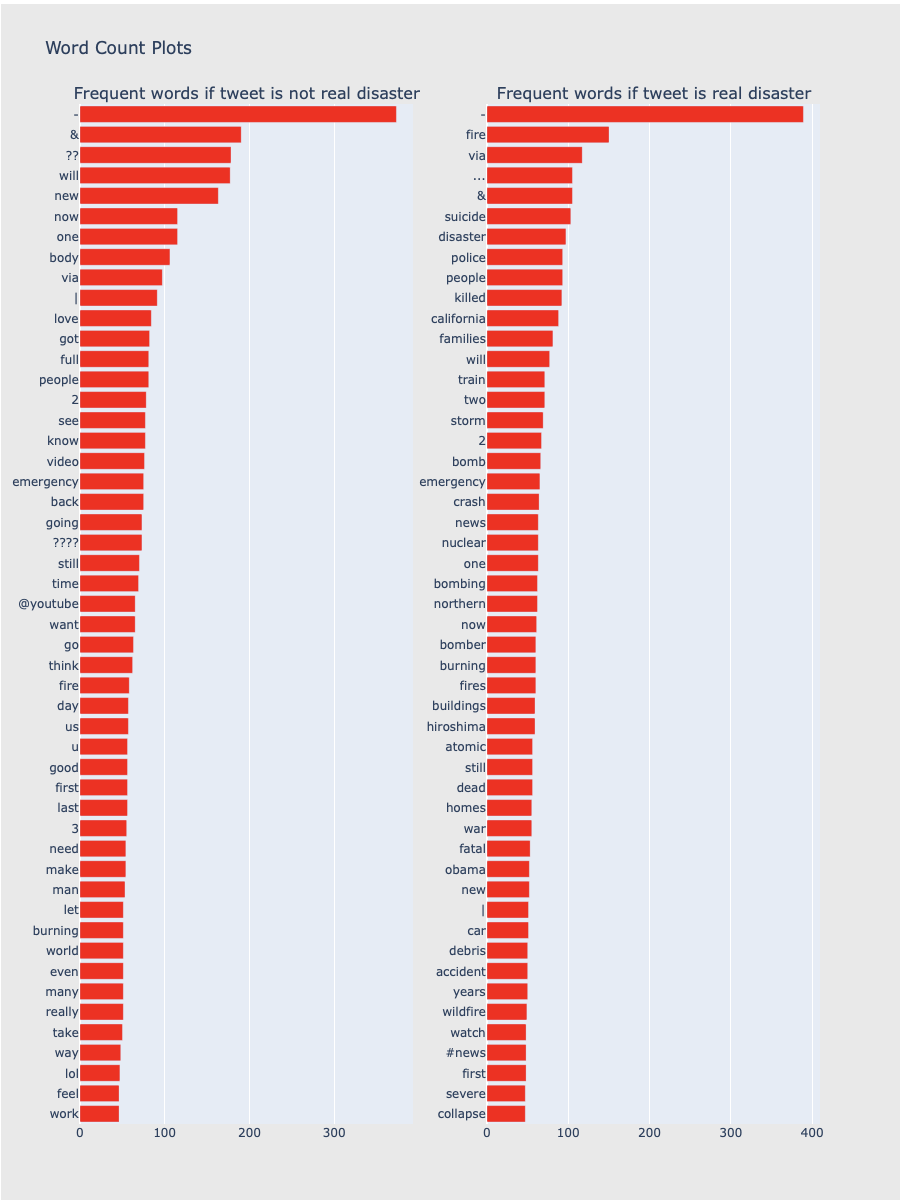 Word Count Plots
Frequent words if tweet is not real disaster
-
&
??
will
new
now
one
body
via
|
love
got
full
people
2
see
know
video
emergency
back
going
????
still
time
@youtube
want
go
think
fire
day
us
u
good
first
last
3
need
make
man
let
burning
world
even
many
really
take
way
lol
feel
work
0 100 200 300
Frequent words if tweet is real disaster
-
fire
via
...
&
suicide
disaster
police
people
killed
california
families
will
train
two
storm
2
bomb
emergency
crash
news
nuclear
one
bombing
northern
now
bomber
burning
fires
buildings
hiroshima
atomic
still
dead
homes
war
fatal
obama
new
|
car
debris
accident
years
wildfire
watch
#news
first
severe
collapse
0 100 200 300 400